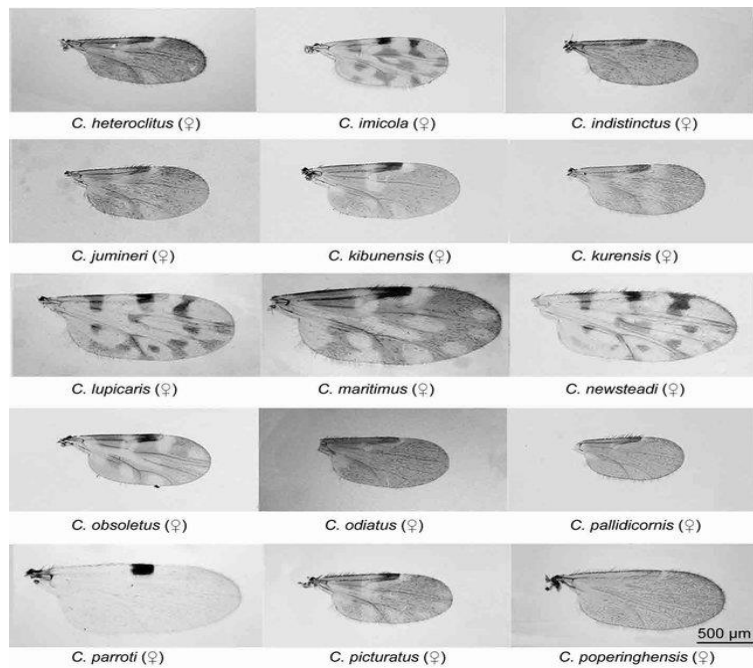 C. heteroclitus (♀) C. imicola (♀) C. indistinctus (♀)
C. jumineri (♀) C. kibunensis (♀) C. kurensis (♀)
C. lupicaris (♀) C. maritimus (♀) C. newsteadi (♀)
C. obsoletus (♀) C. odiatus (♀) C. pallidicornis (♀)
500 µm
C. parroti (♀) C. picturatus (♀) C. poperinghensis (♀)